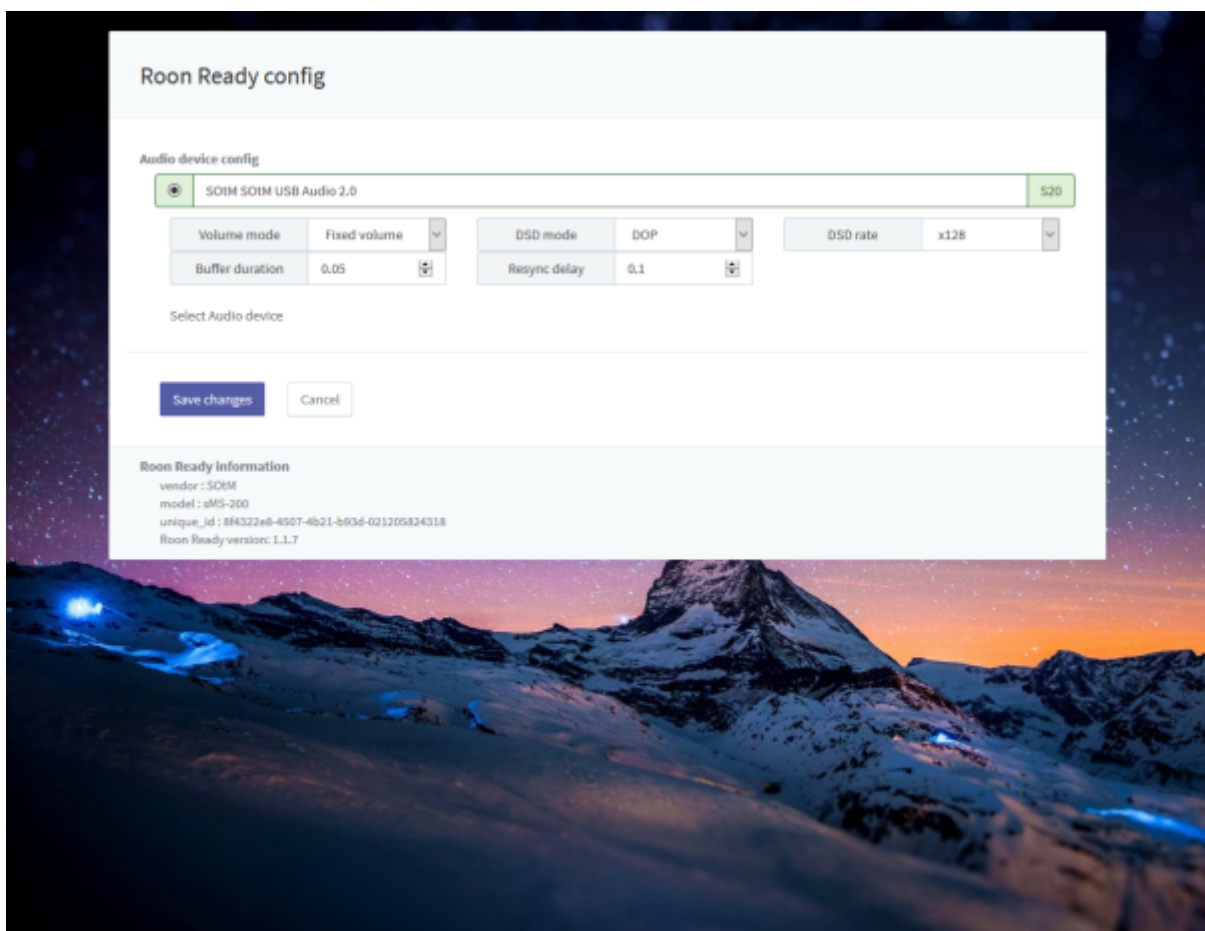 Roon Ready config
Audio device config
SOtM SOtM USB Audio 2.0 S20
Volume mode Fixed volume DSD mode DOP DSD rate x128
Buffer duration 0.05 Resync delay 0.1
Select Audio device
Save changes Cancel
Roon Ready information
vendor : SOtM
model : sMS-200
unique_id : 8f4322e8-4507-4b21-b93d-021205824318
Roon Ready version: 1.1.7